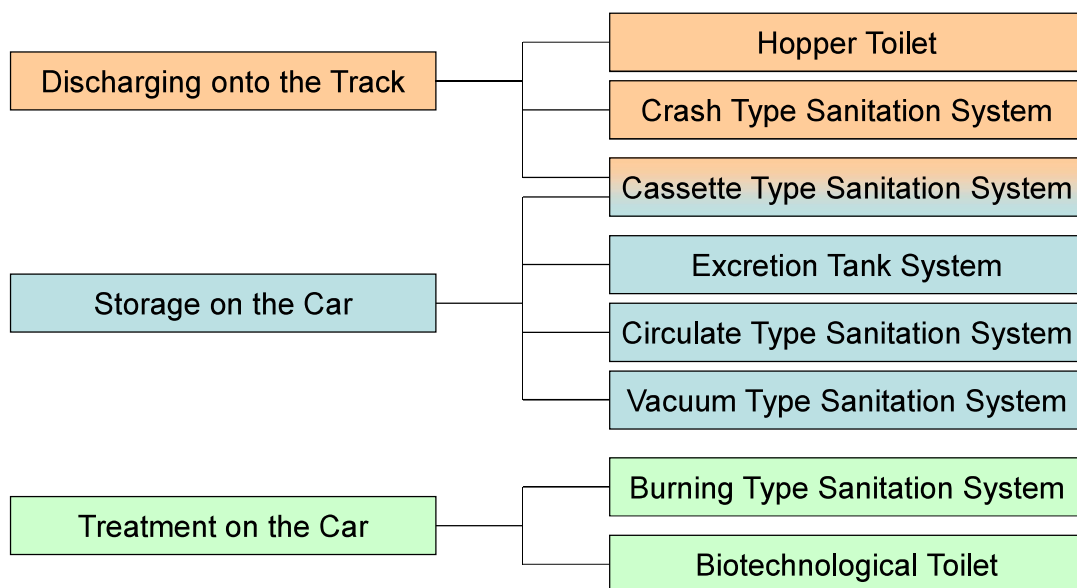 Discharging onto the Track
Hopper Toilet
Crash Type Sanitation System
Cassette Type Sanitation System
Storage on the Car
Excretion Tank System
Circulate Type Sanitation System
Vacuum Type Sanitation System
Treatment on the Car
Burning Type Sanitation System
Biotechnological Toilet